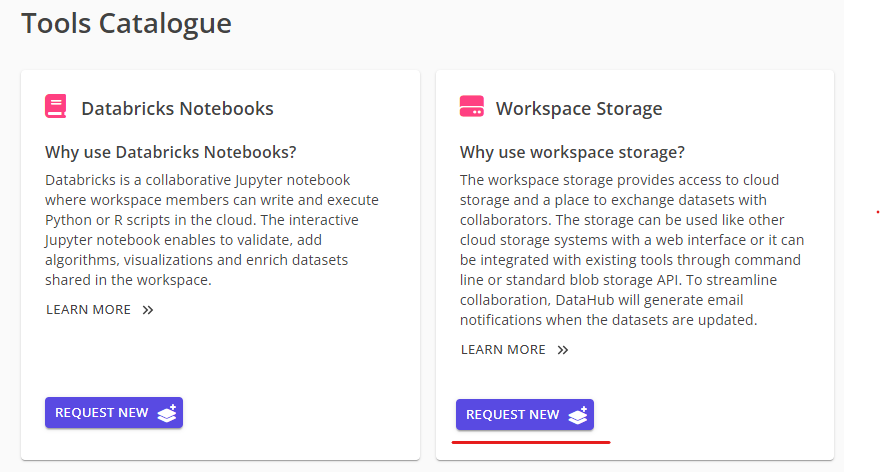 Tools Catalogue
Databricks Notebooks
Why use Databricks Notebooks?
Databricks is a collaborative Jupyter notebook
where workspace members can write and execute
Python or R scripts in the cloud. The interactive
Jupyter notebook enables to validate, add
algorithms, visualizations and enrich datasets
shared in the workspace.
LEARN MORE
REQUEST NEW
Workspace Storage
Why use workspace storage?
The workspace storage provides access to cloud
storage and a place to exchange datasets with
collaborators. The storage can be used like other
cloud storage systems with a web interface or it can
be integrated with existing tools through command
line or standard blob storage API. To streamline
collaboration, DataHub will generate email
notifications when the datasets are updated.
LEARN MORE
REQUEST NEW